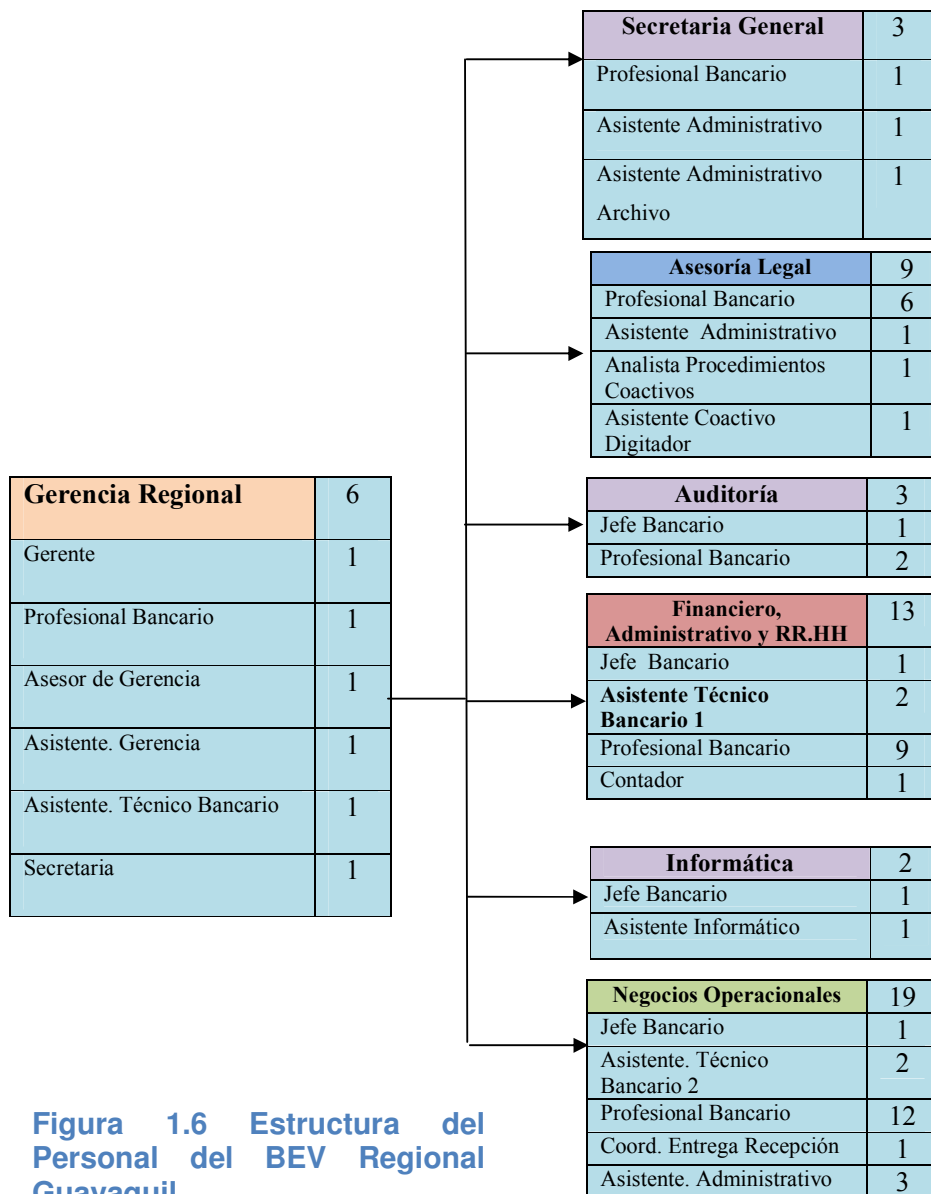 Secretaria General 3
Profesional Bancario 1
Asistente Administrativo 1
Asistente Administrativo 1
Archivo
Asesoría Legal 9
Profesional Bancario 6
Asistente Administrativo 1
Analista Procedimientos 1
Coactivos
Asistente Coactivo 1
Digitador
Gerencia Regional 6
Gerente 1
Profesional Bancario 1
Asesor de Gerencia 1
Asistente. Gerencia 1
Asistente. Técnico Bancario 1
Secretaria 1
Auditoría 3
Jefe Bancario 1
Profesional Bancario 2
Financiero, 13
Administrativo y RR.HH
Jefe Bancario 1
Asistente Técnico 2
Bancario 1
Profesional Bancario 9
Contador 1
Informática 2
Jefe Bancario 1
Asistente Informático 1
Negocios Operacionales 19
Jefe Bancario 1
Asistente. Técnico 2
Bancario 2
Profesional Bancario 12
Coord. Entrega Recepción 1
Asistente. Administrativo 3
Figura 1.6 Estructura del
Personal del BEV Regional
Guayaquil